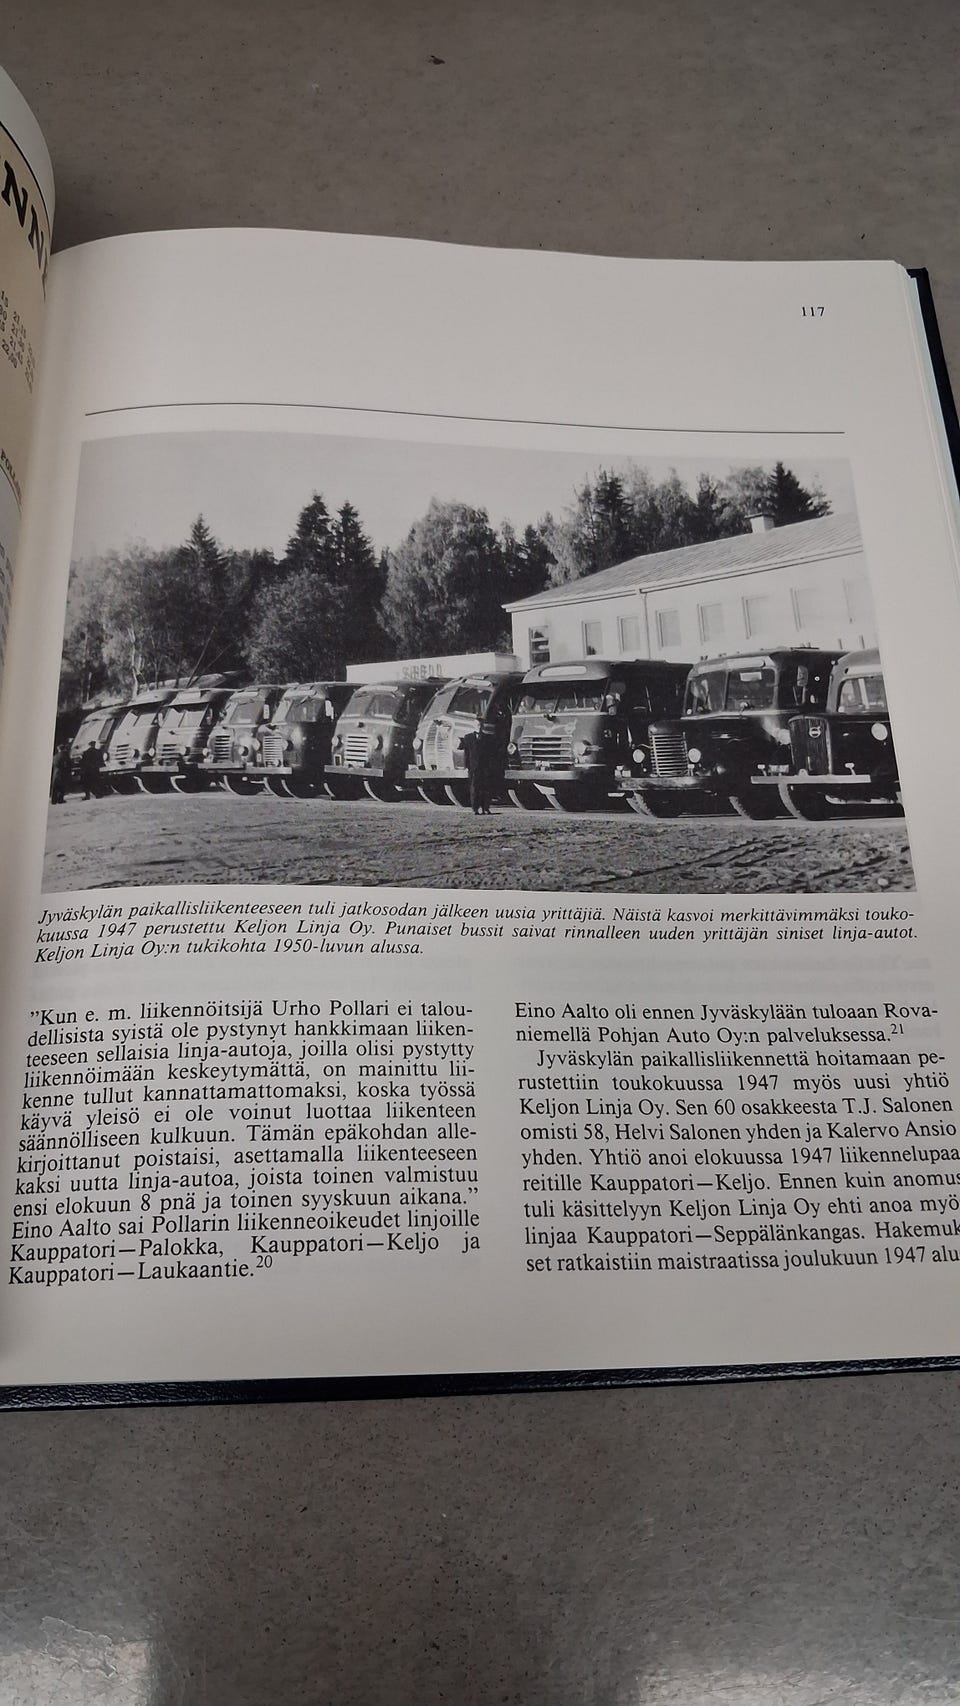 117
Jyväskylän paikallisliikenteeseen tuli jatkosodan jälkeen uusia yrittäjiä. Näistä kasvoi merkittävimmäksi touko-
kuussa 1947 perustettu Keljon Linja Oy. Punaiset bussit saivat rinnalleen uuden yrittäjän siniset linja-autot.
Keljon Linja Oy:n tukikohta 1950-luvun alussa.
”Kun e. m. liikennöitsijä Urho Pollari ei talou-
dellisista syistä ole pystynyt hankkimaan liiken-
teeseen sellaisia linja-autoja, joilla olisi pystytty
liikennöimään keskeytymättä, on mainittu lii-
kenne tullut kannattamattomaksi, koska työssä
käyvä yleisö ei ole voinut luottaa liikenteen
säännölliseen kulkuun. Tämän epäkohdan alle-
kirjoittanut poistaisi, asettamalla liikenteeseen
kaksi uutta linja-autoa, joista toinen valmistuu
ensi elokuun 8 pnä ja toinen syyskuun aikana.”
Eino Aalto sai Pollarin liikenneoikeudet linjoille
Kauppatori—Palokka, Kauppatori—Keljo ja
Kauppatori—Laukaantie.20
Eino Aalto oli ennen Jyväskylään tuloaan Rova-
niemellä Pohjan Auto Oy:n palveluksessa.21
Jyväskylän paikallisliikennettä hoitamaan pe-
rustettiin toukokuussa 1947 myös uusi yhtiö
Keljon Linja Oy. Sen 60 osakkeesta T.J. Salonen
omisti 58, Helvi Salonen yhden ja Kalervo Ansio
yhden. Yhtiö anoi elokuussa 1947 liikennelupaa
reitille Kauppatori—Keljo. Ennen kuin anomus
tuli käsittelyyn Keljon Linja Oy ehti anoa myö
linjaa Kauppatori—Seppälänkangas. Hakemuk
set ratkaistiin maistraatissa joulukuun 1947 alu